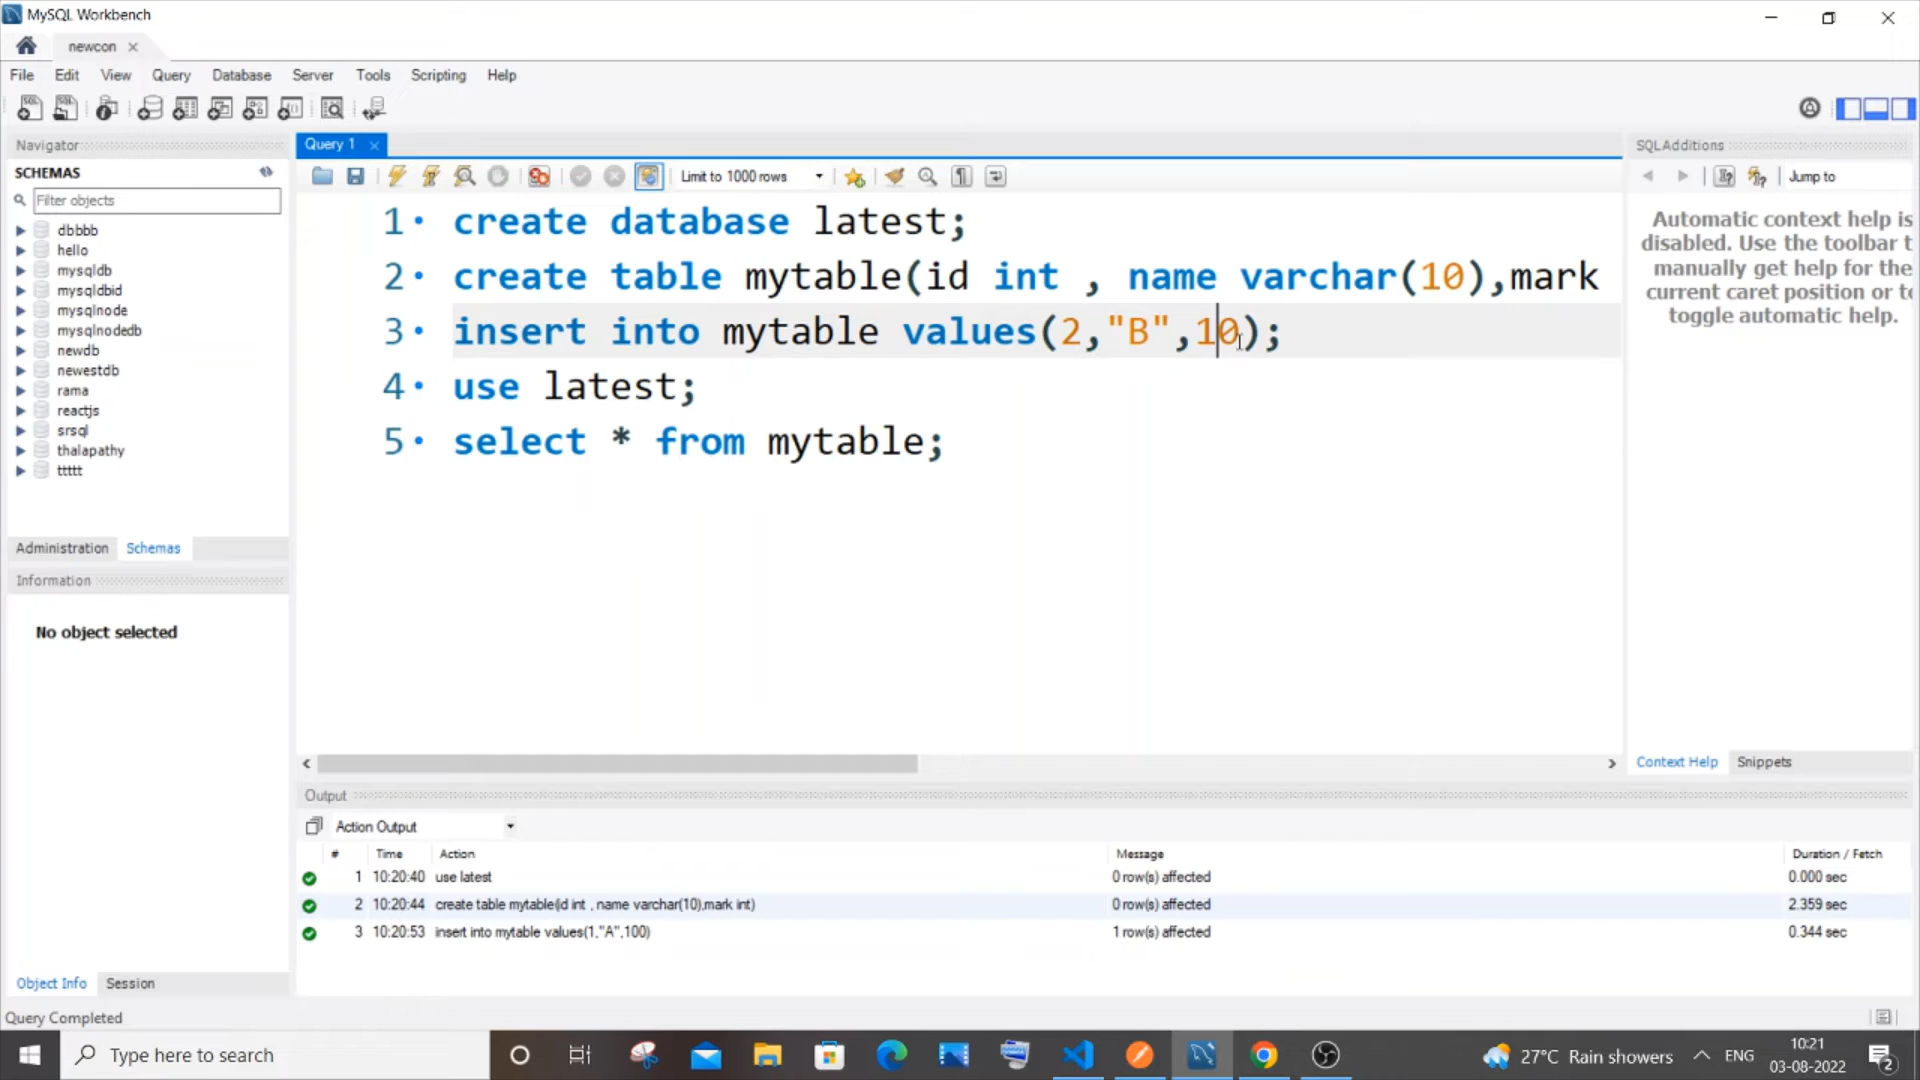 MySQL Workbench
newcon
File Edit View Query Database Server Tools Scripting Help
Navigator
SCHEMAS
Filter objects
dbbbb
hello
mysqldb
mysqldbid
mysqlnode
mysqlnodedb
newdb
newestdb
rama
reactjs
srsql
thalapathy
ttttt
Administration Schemas
Information
No object selected
Object Info Session
Query Completed
Query 1
Limit to 1000 rows
1 create database latest;
2 create table mytable(id int , name varchar(10),mark
3 insert into mytable values(2,"B",10);
4 use latest;
5 select * from mytable;
SQLAdditions
Jump to
Automatic context help is
disabled. Use the toolbar t
manually get help for the
current caret position or t
toggle automatic help.
Context Help Snippets
Output
Action Output
# Time Action Message Duration / Fetch
1 10:20:40 use latest 0 row(s) affected 0.000 sec
2 10:20:44 create table mytable(id int , name varchar(10),mark int) 0 row(s) affected 2.359 sec
3 10:20:53 insert into mytable values(1,"A",100) 1 row(s) affected 0.344 sec
Type here to search
27°C Rain showers
ENG
10:21
03-08-2022
2